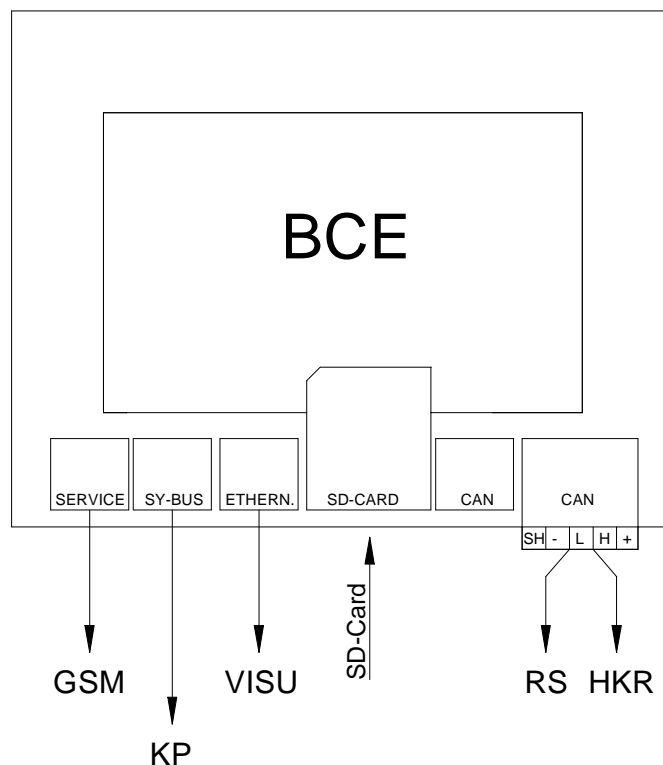 BCE
SERVICE SY-BUS ETHERN. SD-CARD CAN CAN
SH - L H +
SD-Card
GSM VISU RS HKR
KP